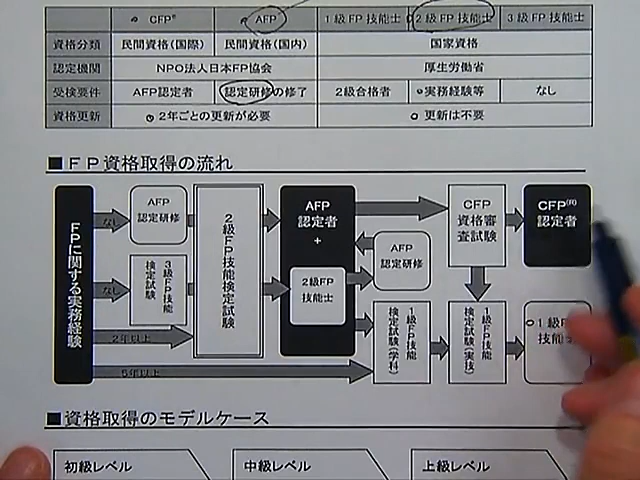 CFP® AFP 1級FP技能士 2級FP技能士 3級FP技能士
資格分類 民間資格(国際) 民間資格(国内) 国家資格
認定機関 NPO法人日本FP協会 厚生労働省
受検要件 AFP認定者 認定研修の修了 2級合格者 実務経験等 なし
資格更新 2年ごとの更新が必要 更新は不要
■FP資格取得の流れ
FPに関する実務経験
なし
AFP
認定研修
なし
3級FP技能
検定試験
2年以上
5年以上
2級FP技能検定試験
AFP
認定者
+
2級FP
技能士
AFP
認定研修
1級FP技能
検定試験(学科)
CFP
資格審
査試験
1級FP技能
検定試験(実技)
CFP(R)
認定者
1級F
技能士
■資格取得のモデルケース
初級レベル 中級レベル 上級レベル